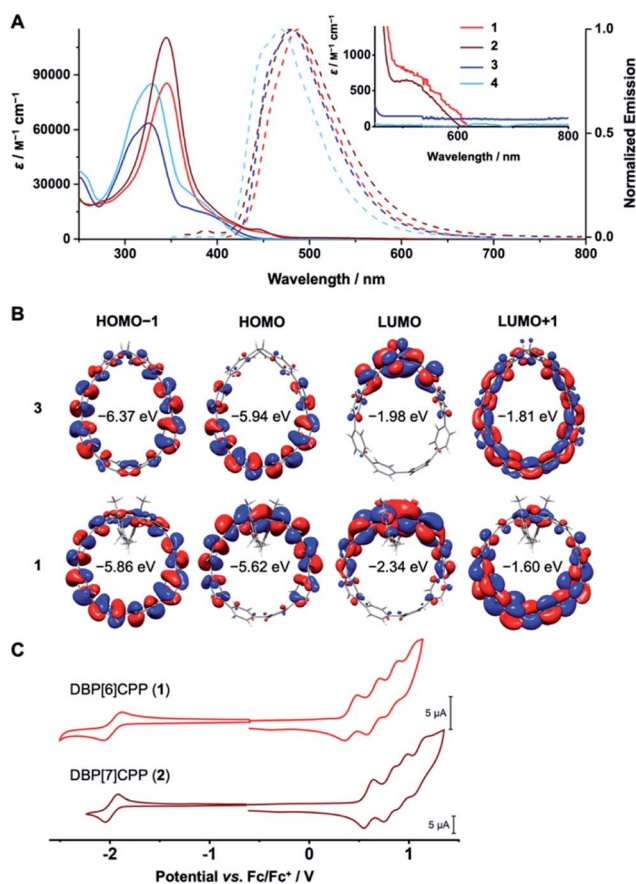 A
ε / M⁻¹ cm⁻¹
90000
60000
30000
0
300 400 500 600 700 800
Wavelength / nm
1.0
0.5
0.0
Normalized Emission
ε / M⁻¹ cm⁻¹
1000
500
0
600 800
Wavelength / nm
1
2
3
4
B
HOMO−1 HOMO LUMO LUMO+1
3
−6.37 eV −5.94 eV −1.98 eV −1.81 eV
1
−5.86 eV −5.62 eV −2.34 eV −1.60 eV
C
DBP[6]CPP (1)
5 µA
DBP[7]CPP (2)
5 µA
-2 -1 0 1
Potential vs. Fc/Fc⁺ / V